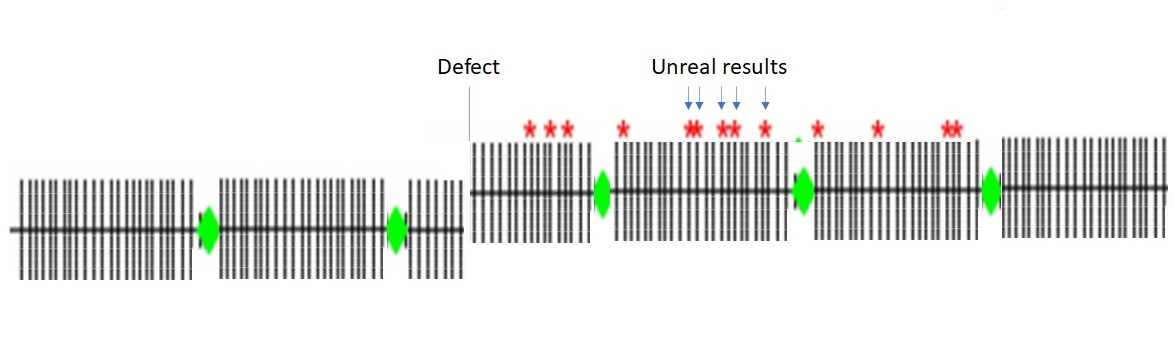 Defect
Unreal results
* * * * ** ** * * * **